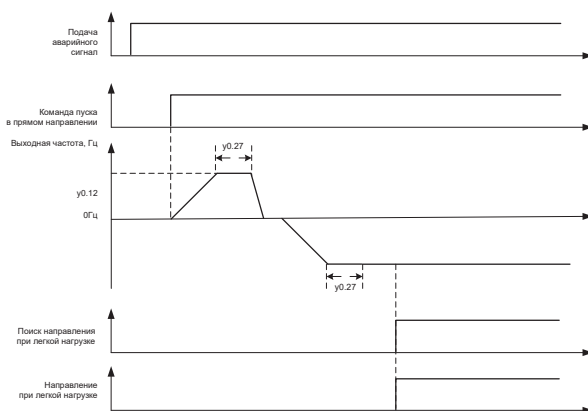 Подача
аварийного
сигнал
Команда пуска
в прямом направлении
Выходная частота, Гц
y0.27
y0.12
0Гц
y0.27
Поиск направления
при легкой нагрузке
Направление
при легкой нагрузке